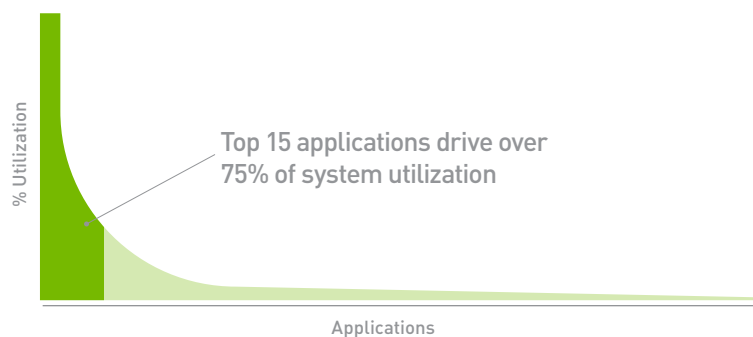 % Utilization
Top 15 applications drive over
75% of system utilization
Applications